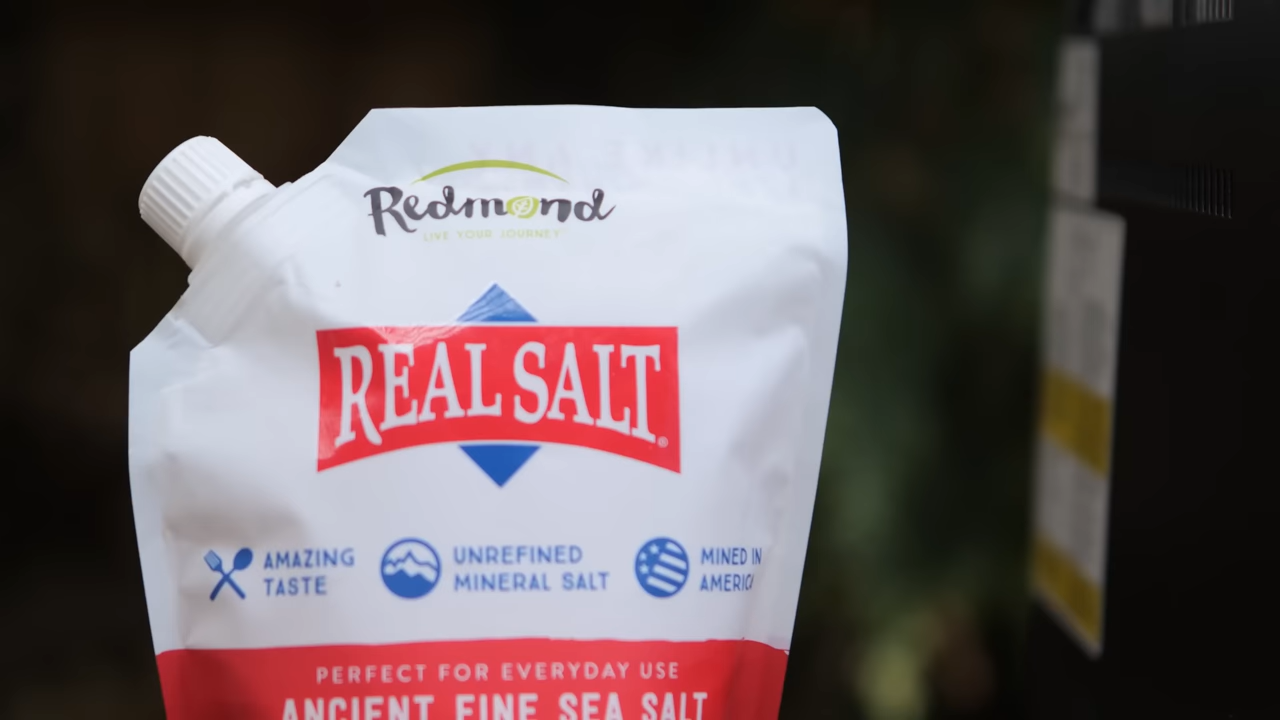 Redmond
LIVE YOUR JOURNEY™
REAL SALT®
AMAZING
TASTE
UNREFINED
MINERAL SALT
MINED IN
AMERICA
PERFECT FOR EVERYDAY USE
ANCIENT FINE SEA SALT